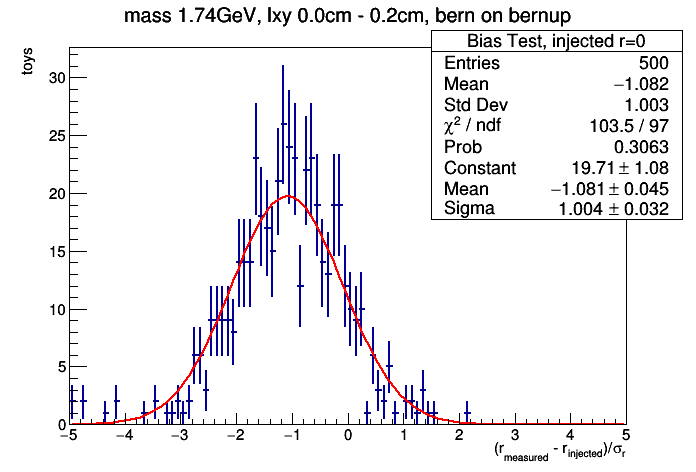 mass 1.74GeV, lxy 0.0cm - 0.2cm, bern on bernup
Bias Test, injected r=0
Entries 500
Mean −1.082
Std Dev 1.003
χ² / ndf 103.5 / 97
Prob 0.3063
Constant 19.71 ± 1.08
Mean −1.081 ± 0.045
Sigma 1.004 ± 0.032
toys
30
25
20
15
10
5
0
−5 −4 −3 −2 −1 0 1 2 3 4 5
(r_measured - r_injected)/σ_r